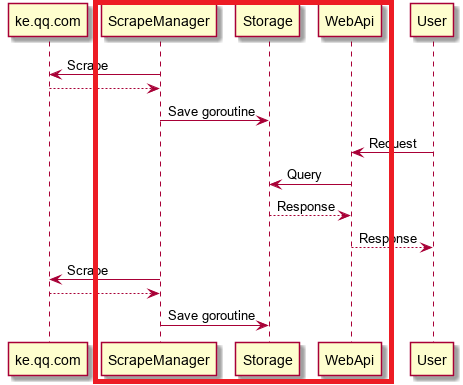 ke.qq.com ScrapeManager Storage WebApi User
Scrape
Save goroutine
Request
Query
Response
Response
Scrape
Save goroutine
ke.qq.com ScrapeManager Storage WebApi User